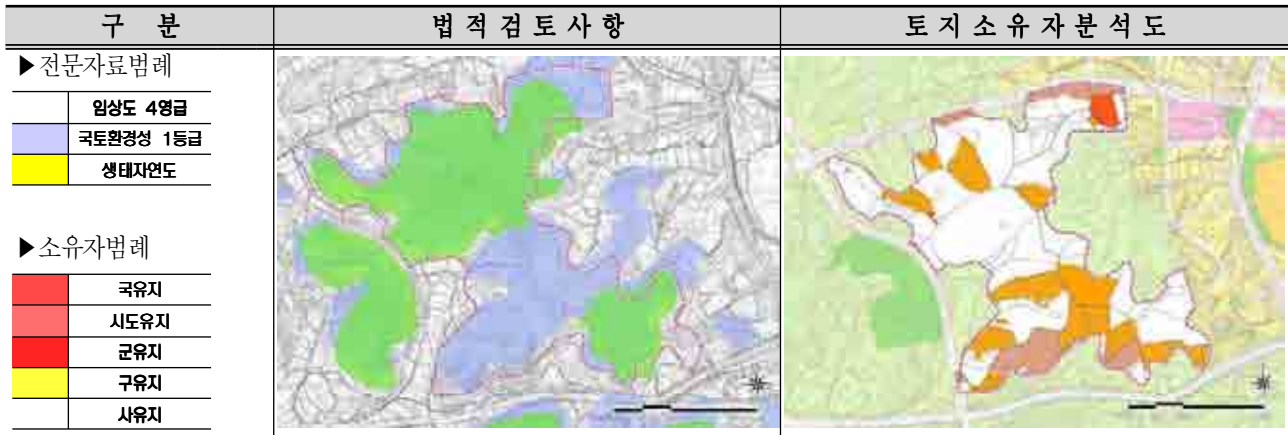 구 분
법 적 검 토 사 항
토 지 소 유 자 분 석 도
▶전문자료범례
임상도 4영급
국토환경성 1등급
생태자연도
▶소유자범례
국유지
시도유지
군유지
구유지
사유지